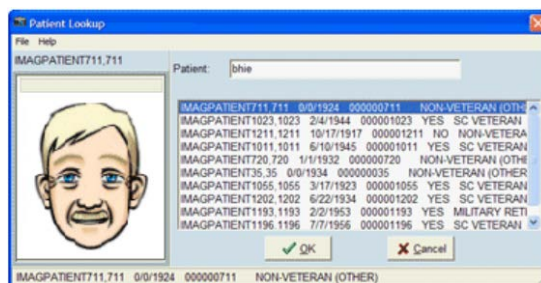 Patient Lookup
File Help
IMAGPATIENT711,711
Patient: bhie
IMAGPATIENT711,711 0/0/1924 000000711 NON-VETERAN (OTHER)
IMAGPATIENT1023,1023 2/4/1944 000001023 YES SC VETERAN
IMAGPATIENT1211,1211 10/17/1917 000001211 NO NON-VETERA
IMAGPATIENT1011,1011 6/10/1945 000001011 YES SC VETERAN
IMAGPATIENT720,720 1/1/1932 000000720 NON-VETERAN (OTHE
IMAGPATIENT35,35 0/0/1934 000000035 NON-VETERAN (OTHER
IMAGPATIENT1055,1055 3/17/1923 000001055 YES SC VETERAN
IMAGPATIENT1202,1202 6/22/1934 000001202 YES SC VETERAN
IMAGPATIENT1193,1193 2/2/1953 000001193 YES MILITARY RETI
IMAGPATIENT1196,1196 7/7/1956 000001196 YES SC VETERAN
OK Cancel
IMAGPATIENT711,711 0/0/1924 000000711 NON-VETERAN (OTHER)